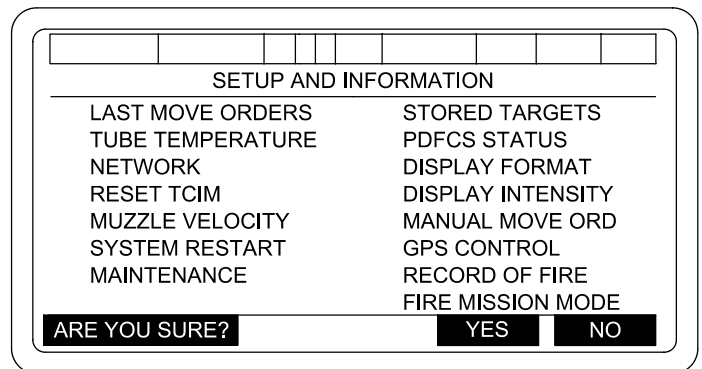 SETUP AND INFORMATION
LAST MOVE ORDERS STORED TARGETS
TUBE TEMPERATURE PDFCS STATUS
NETWORK DISPLAY FORMAT
RESET TCIM DISPLAY INTENSITY
MUZZLE VELOCITY MANUAL MOVE ORD
SYSTEM RESTART GPS CONTROL
MAINTENANCE RECORD OF FIRE
FIRE MISSION MODE
ARE YOU SURE? YES NO